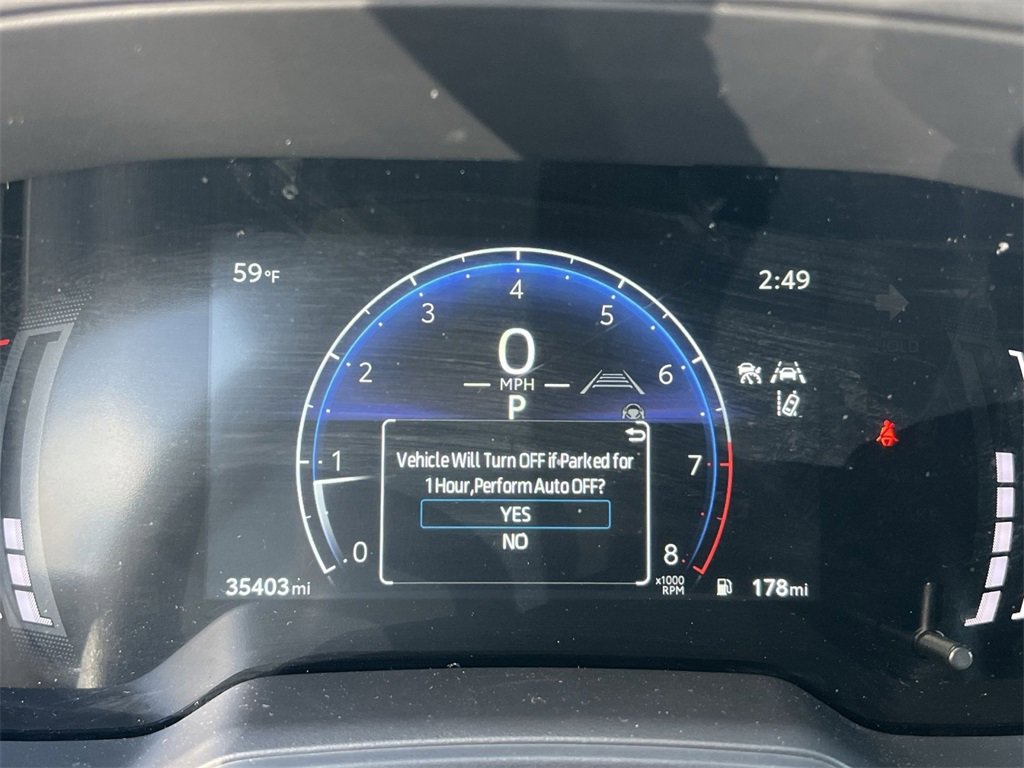 59°F
2:49
4
3
5
0
2
6
MPH
P
Vehicle Will Turn OFF if Parked for
1
7
1 Hour,Perform Auto OFF?
YES
NO
0
8
x1000
RPM
35403 mi
178 mi